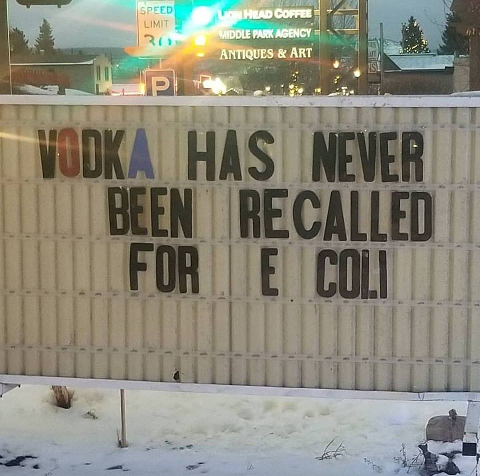 SPEED
LIMIT
30
LION HEAD COFFEE
MIDDLE PARK AGENCY
ANTIQUES & ART
P
VODKA HAS NEVER
BEEN RECALLED
FOR E COLI